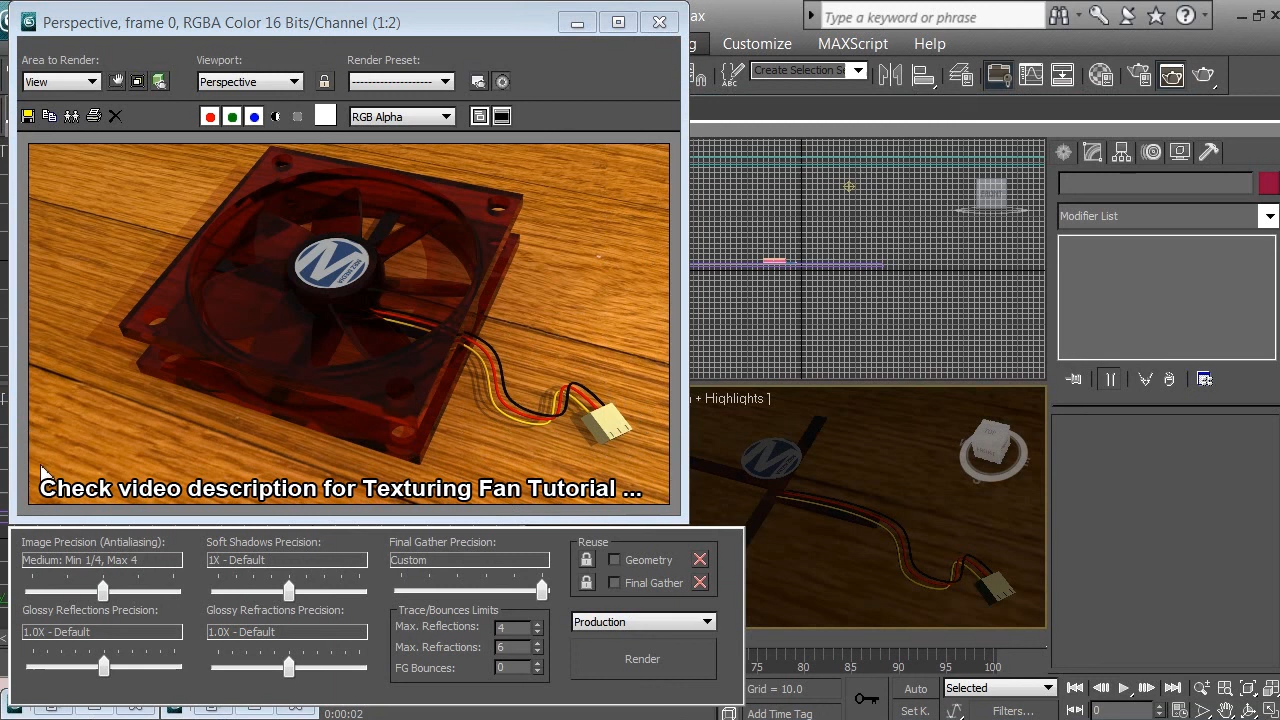 Perspective, frame 0, RGBA Color 16 Bits/Channel (1:2)
ax
Type a keyword or phrase
g
Customize
MAXScript
Help
Area to Render:
Viewport:
Render Preset:
View
Perspective
--------------------
ABC
Create Selection Se
RGB Alpha
Modifier List
+ Highlights ]
Check video description for Texturing Fan Tutorial ...
Image Precision (Antialiasing):
Soft Shadows Precision:
Final Gather Precision:
Reuse
Medium: Min 1/4, Max 4
1X - Default
Custom
Geometry
Final Gather
Glossy Reflections Precision:
Glossy Refractions Precision:
Trace/Bounces Limits
1.0X - Default
1.0X - Default
Max. Reflections:
4
Max. Refractions:
6
FG Bounces:
0
Production
Render
75
80
85
90
95
100
Grid = 10.0
Auto
Selected
Add Time Tag
Set K.
Filters...
0
0:00:02